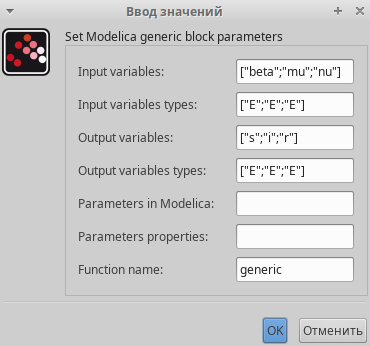 Ввод значений
Set Modelica generic block parameters
Input variables: ["beta";"mu";"nu"]
Input variables types: ["E";"E";"E"]
Output variables: ["s";"i";"r"]
Output variables types: ["E";"E";"E"]
Parameters in Modelica:
Parameters properties:
Function name: generic
OK Отменить